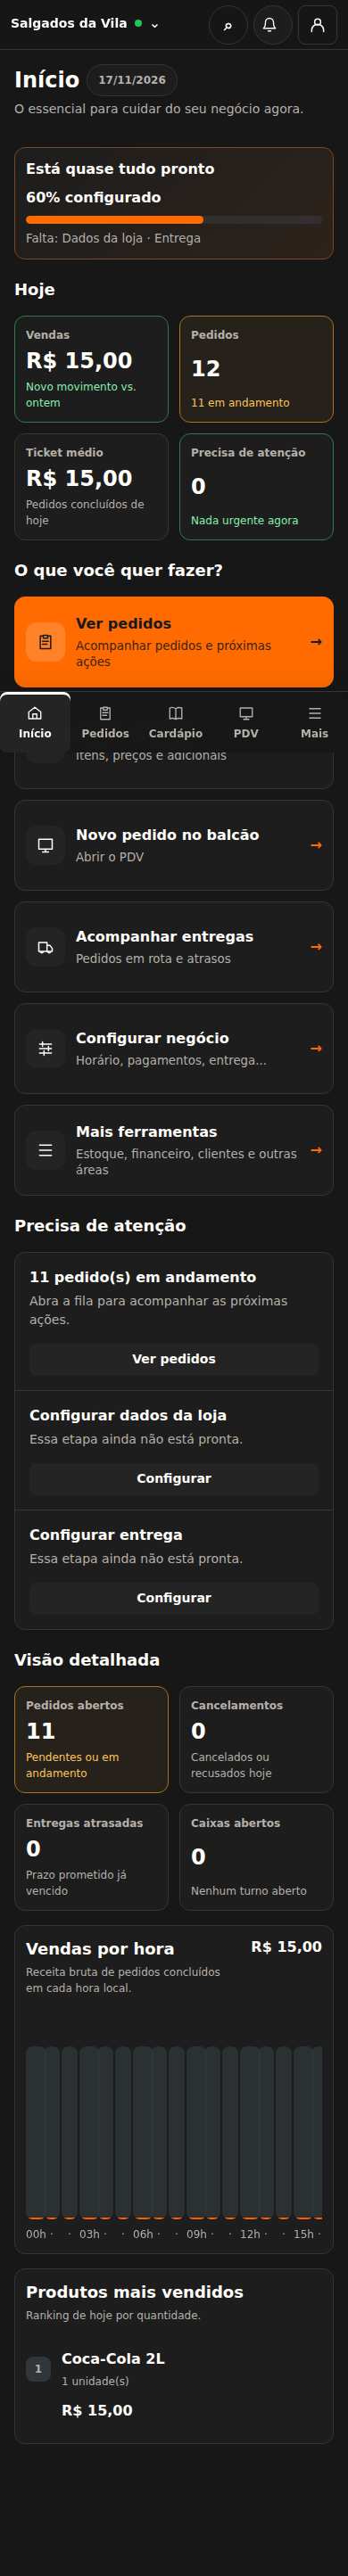 Salgados da Vila
Início
17/11/2026
O essencial para cuidar do seu negócio agora.
Está quase tudo pronto
60% configurado
Falta: Dados da loja · Entrega
Hoje
Vendas
R$ 15,00
Novo movimento vs.
ontem
Pedidos
12
11 em andamento
Ticket médio
R$ 15,00
Pedidos concluídos de
hoje
Precisa de atenção
0
Nada urgente agora
O que você quer fazer?
Ver pedidos
Acompanhar pedidos e próximas
ações
→
Início
Pedidos
Cardápio
PDV
Mais
Itens, preços e adicionais
Novo pedido no balcão
Abrir o PDV
→
Acompanhar entregas
Pedidos em rota e atrasos
→
Configurar negócio
Horário, pagamentos, entrega...
→
Mais ferramentas
Estoque, financeiro, clientes e outras
áreas
→
Precisa de atenção
11 pedido(s) em andamento
Abra a fila para acompanhar as próximas
ações.
Ver pedidos
Configurar dados da loja
Essa etapa ainda não está pronta.
Configurar
Configurar entrega
Essa etapa ainda não está pronta.
Configurar
Visão detalhada
Pedidos abertos
11
Pendentes ou em
andamento
Cancelamentos
0
Cancelados ou
recusados hoje
Entregas atrasadas
0
Prazo prometido já
vencido
Caixas abertos
0
Nenhum turno aberto
Vendas por hora
R$ 15,00
Receita bruta de pedidos concluídos
em cada hora local.
00h · · 03h · · 06h · · 09h · · 12h · · 15h ·
Produtos mais vendidos
Ranking de hoje por quantidade.
1
Coca-Cola 2L
1 unidade(s)
R$ 15,00